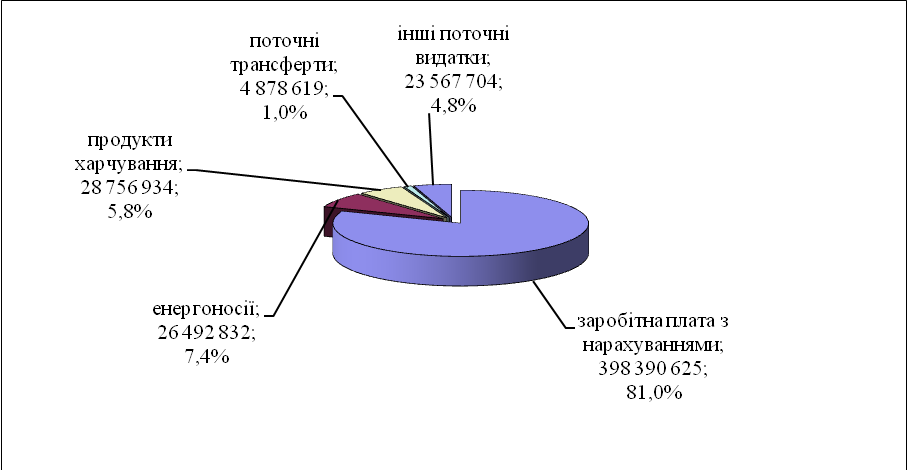 поточні
трансферти;
4 878 619;
1,0%
інші поточні
видатки;
23 567 704;
4,8%
продукти
харчування;
28 756 934;
5,8%
енергоносії;
26 492 832;
7,4%
заробітна плата з
нарахуваннями;
398 390 625;
81,0%